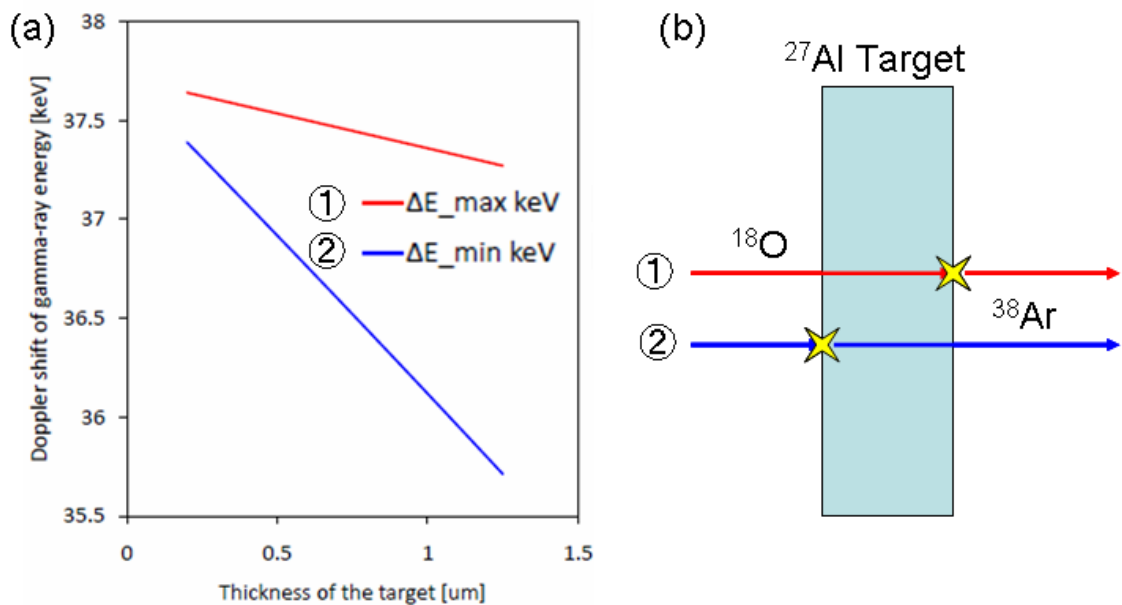 (a)
Doppler shift of gamma-ray energy [keV]
38
37.5
37
36.5
36
35.5
0
0.5
1
1.5
Thickness of the target [um]
① ΔE_max keV
② ΔE_min keV
(b)
²⁷Al Target
¹⁸O
①
³⁸Ar
②